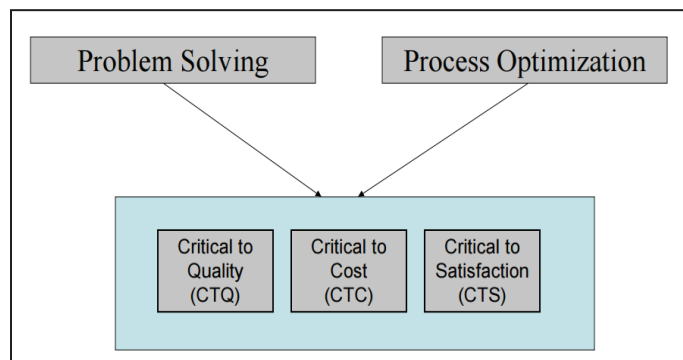 Problem Solving
Process Optimization
Critical to
Quality
(CTQ)
Critical to
Cost
(CTC)
Critical to
Satisfaction
(CTS)